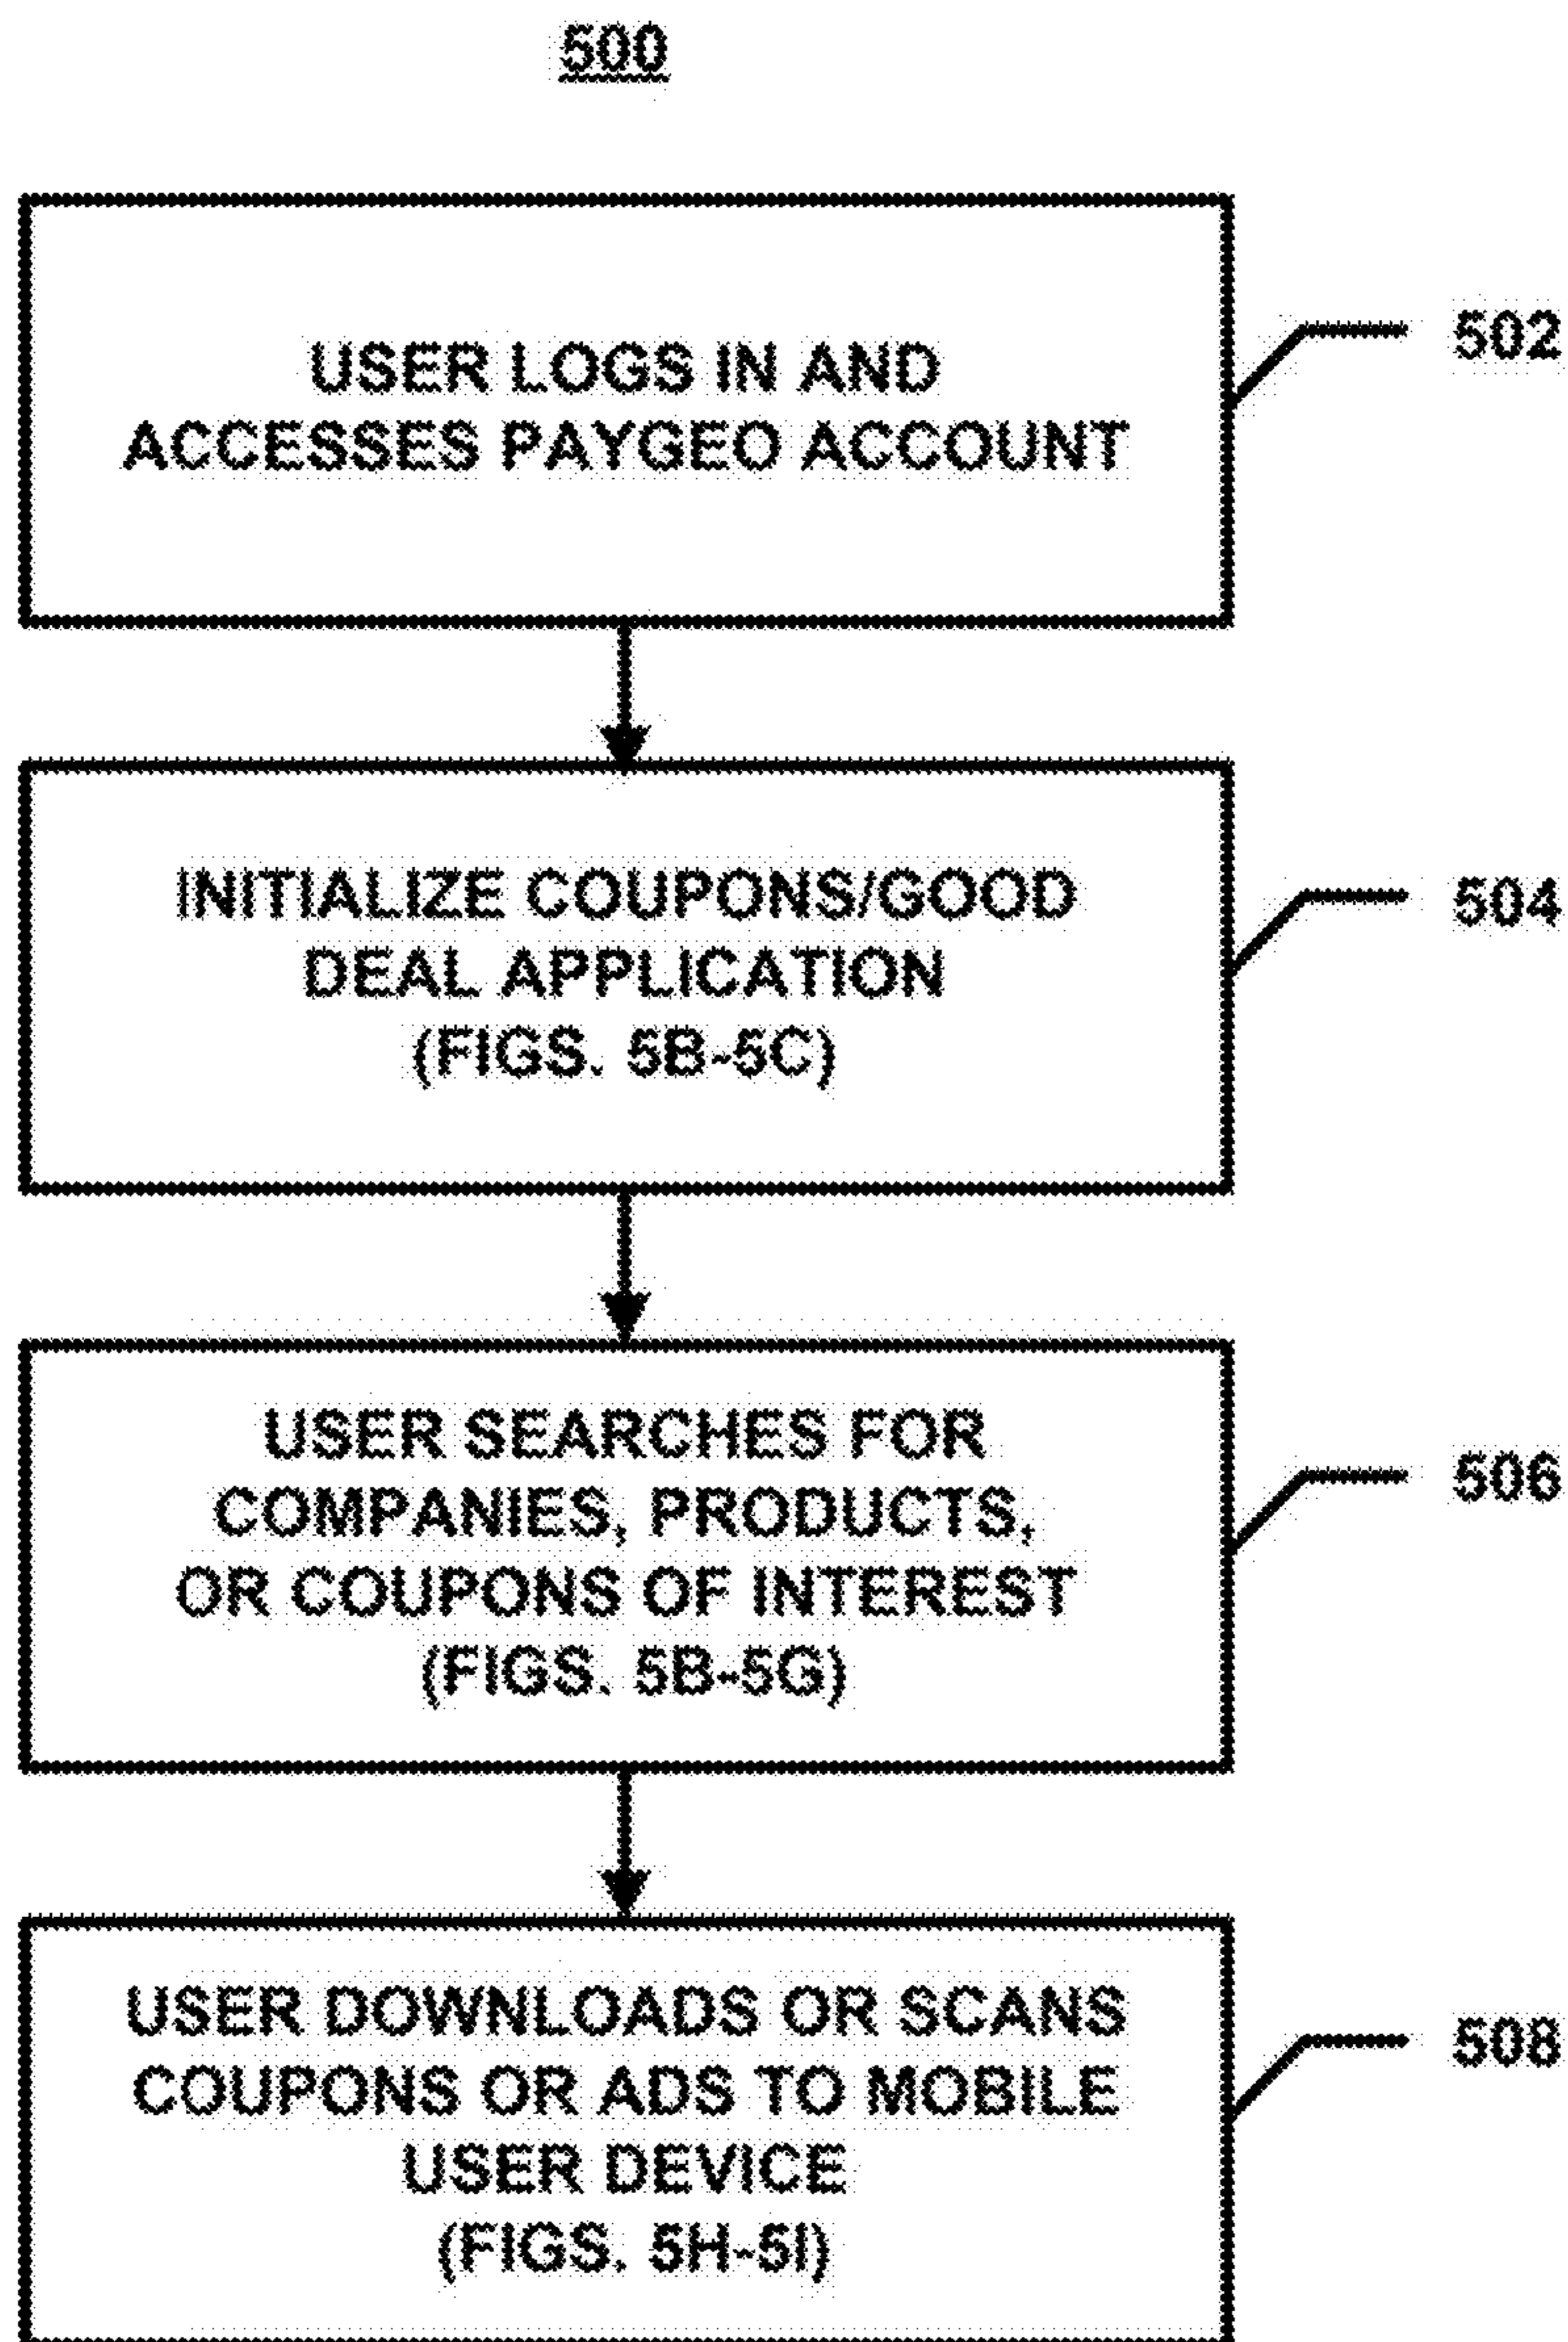 500
USER LOGS IN AND
ACCESSES PAYGEO ACCOUNT
502
INITIALIZE COUPONS/GOOD
DEAL APPLICATION
(FIGS. 5B-5C)
504
USER SEARCHES FOR
COMPANIES, PRODUCTS,
OR COUPONS OF INTEREST
(FIGS. 5B-5G)
506
USER DOWNLOADS OR SCANS
COUPONS OR ADS TO MOBILE
USER DEVICE
(FIGS. 5H-5I)
508